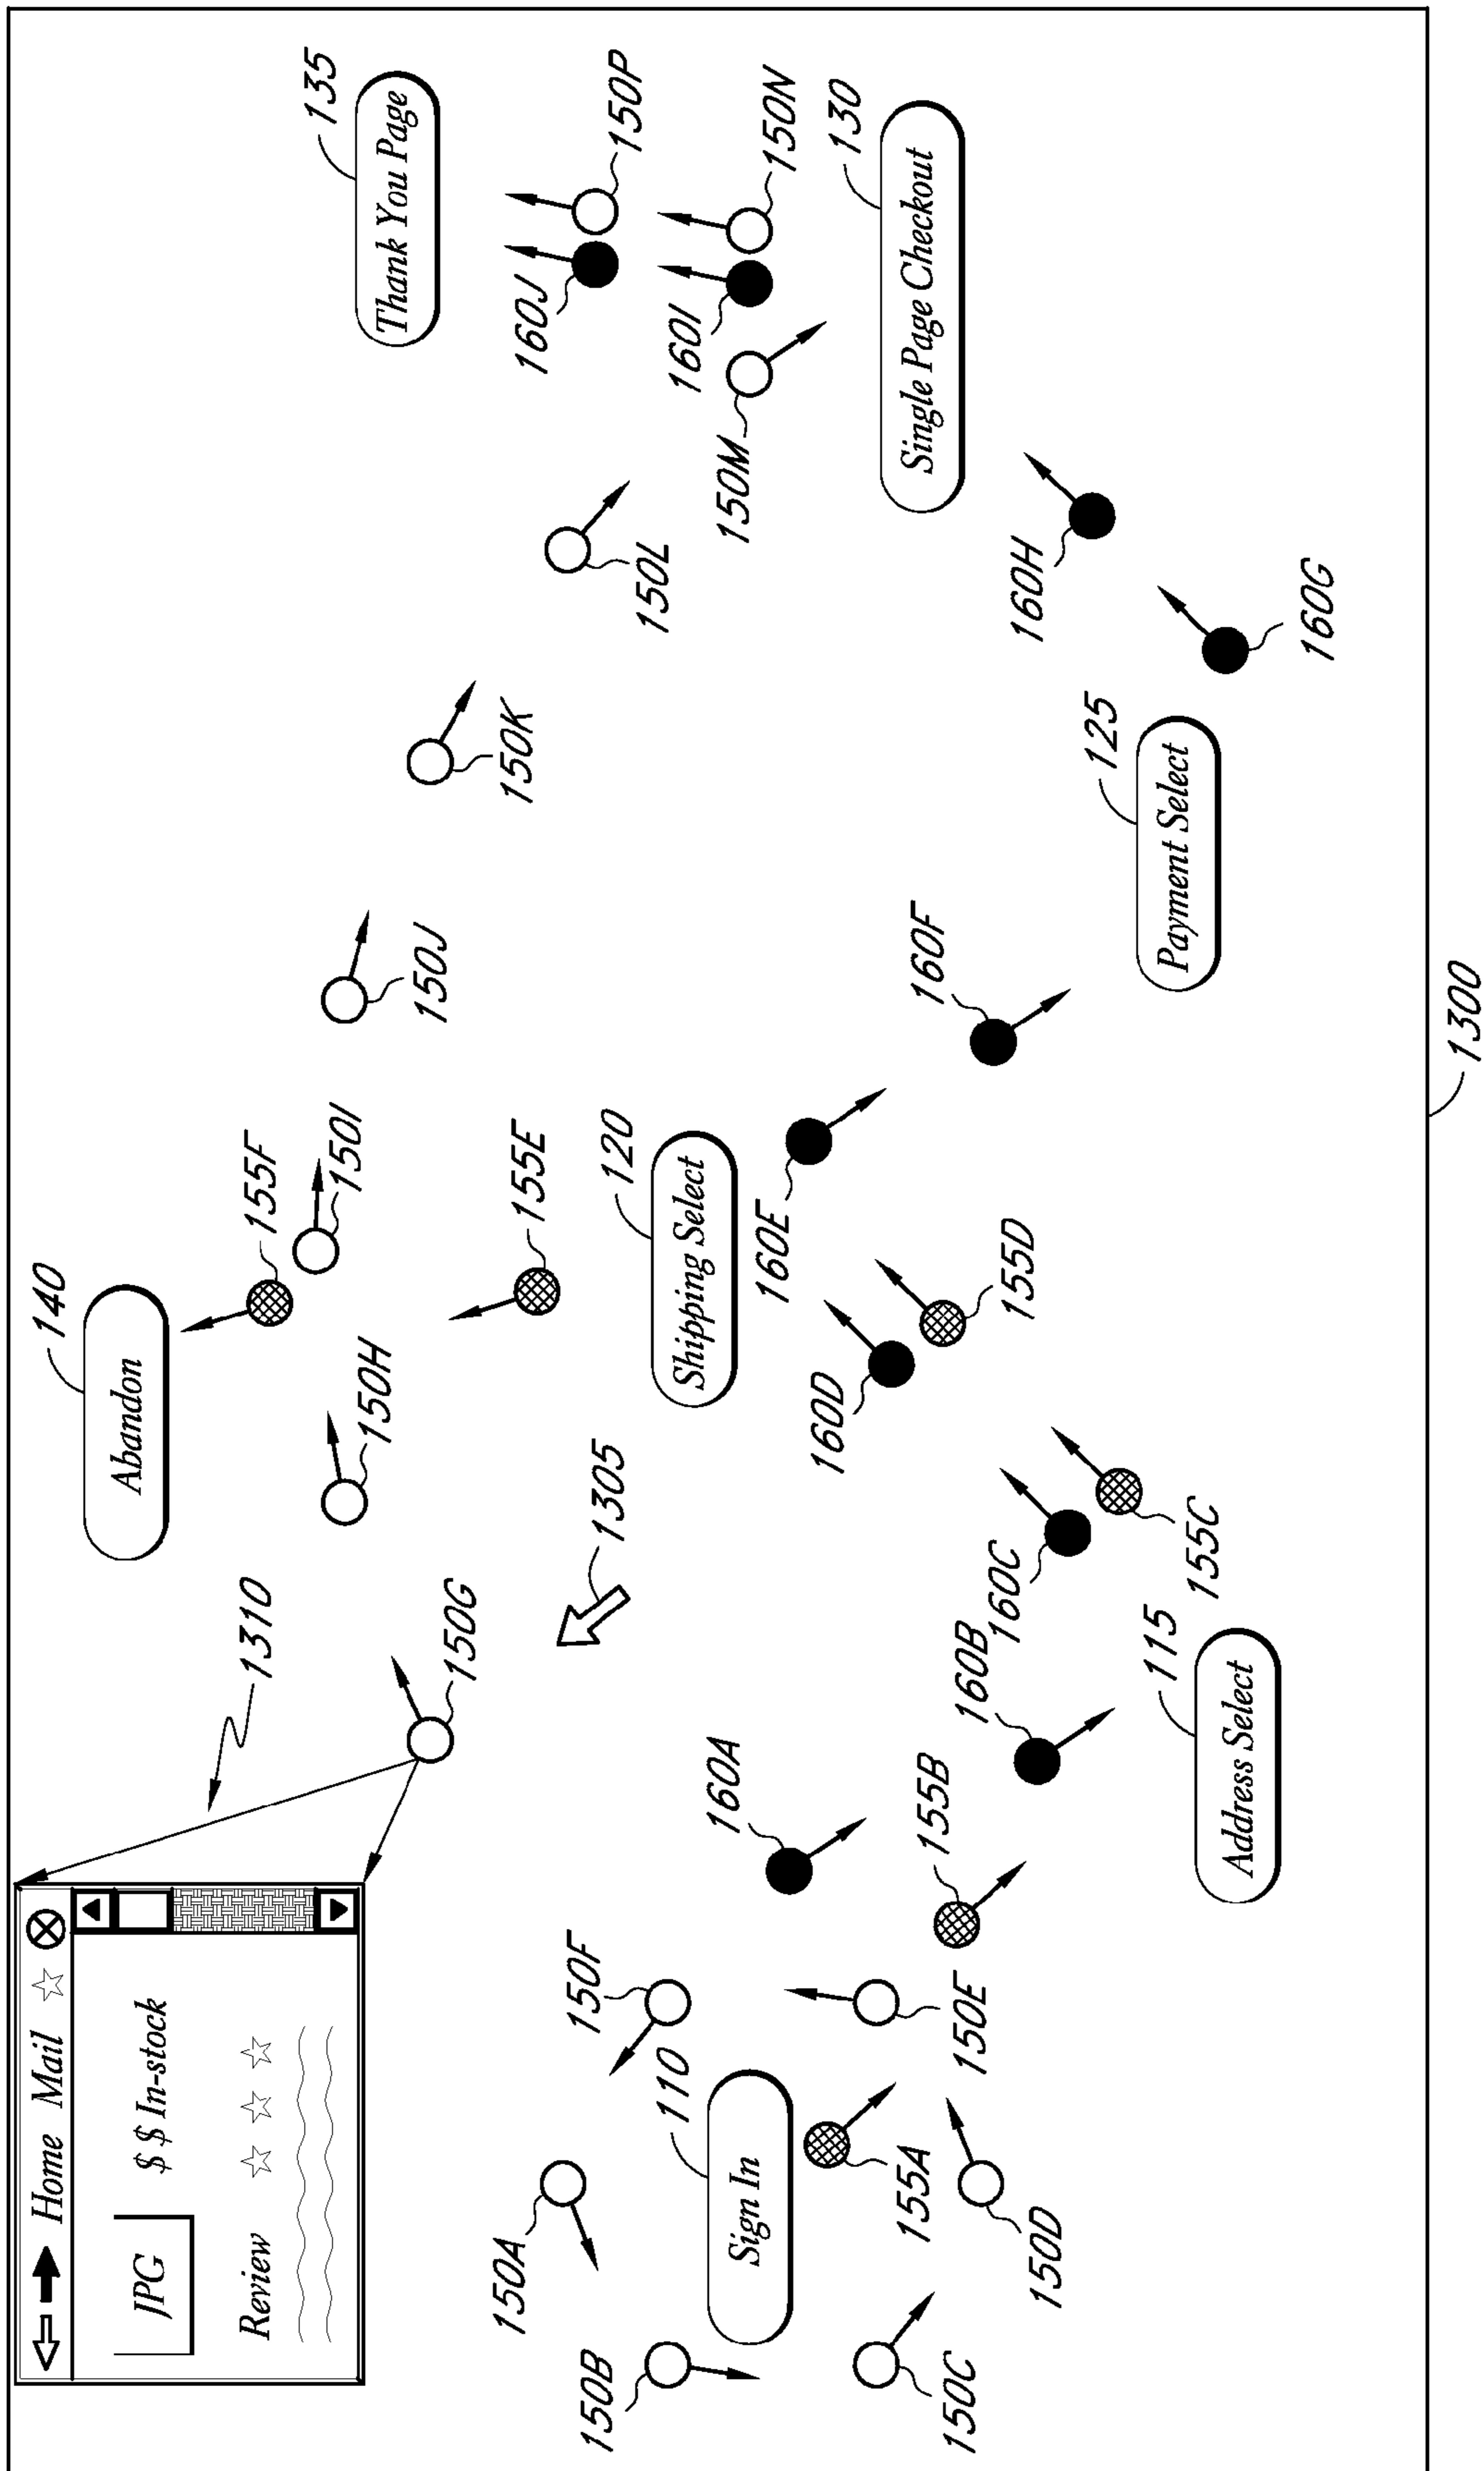 Home Mail
JPG
$ $ In-stock
Review
1310
140
Abandon
135
Thank You Page
150G
150H
155F
150I
150J
150K
150L
160J
150P
160I
150N
150M
130
Single Page Checkout
1305
155E
120
Shipping Select
150A
150B
150F
110
Sign In
160A
155A
150C
150D
150E
155B
160B
115
Address Select
160C
155C
160D
155D
160E
160F
125
Payment Select
160H
160G
1300